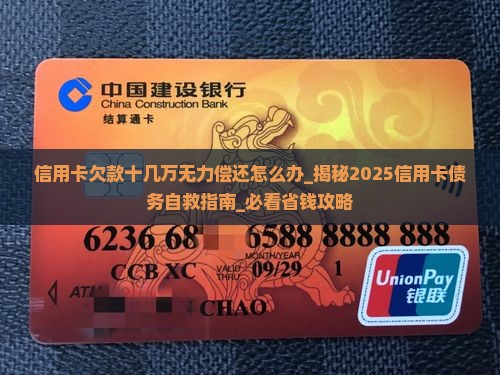 中国建设银行
China Construction Bank
结算通卡
信用卡欠款十几万无力偿还怎么办_揭秘2025信用卡债
务自救指南_必看省钱攻略
6236 68 6588 8888 888
MONTH/YEAR
CCB XC VALID THRU 09/29 1
ATM
CHAO
UnionPay
银联